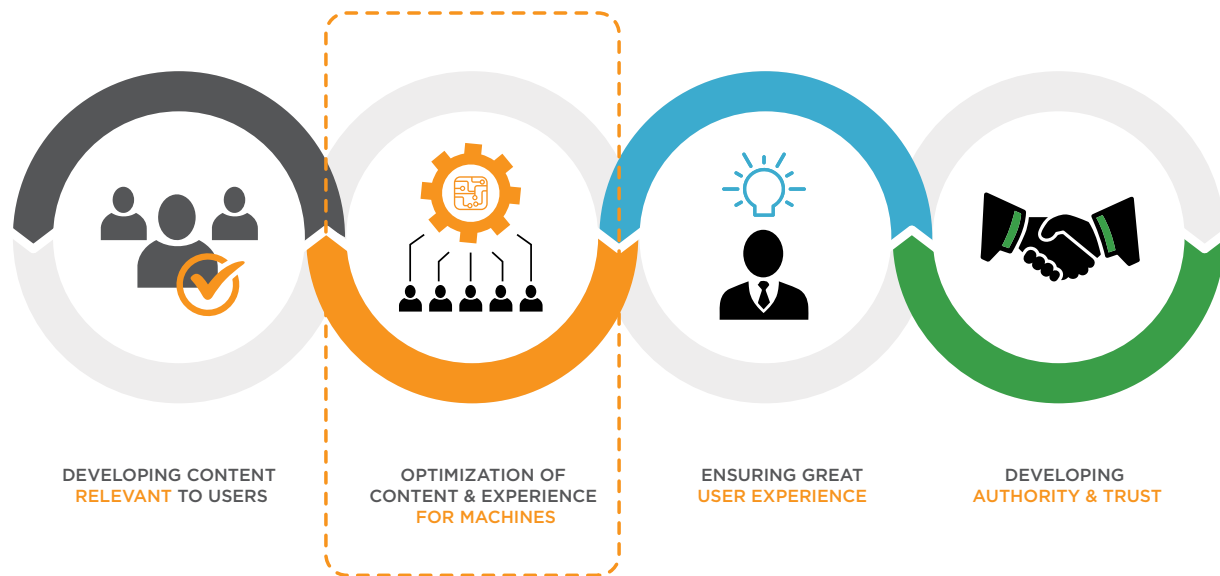 DEVELOPING CONTENT
RELEVANT TO USERS
OPTIMIZATION OF
CONTENT & EXPERIENCE
FOR MACHINES
ENSURING GREAT
USER EXPERIENCE
DEVELOPING
AUTHORITY & TRUST